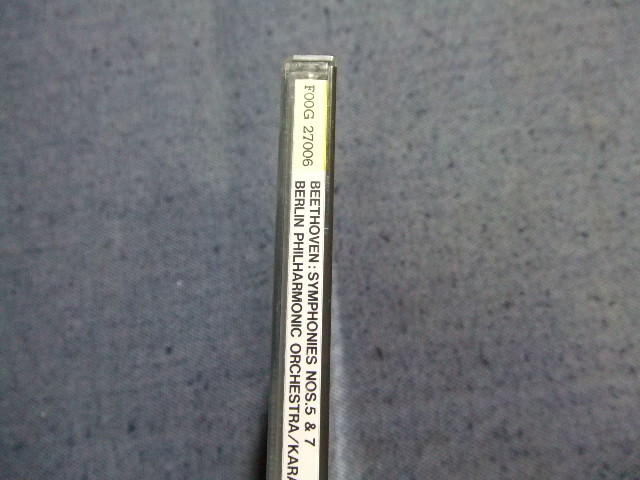 F00G 27006
BEETHOVEN: SYMPHONIES NOS.5 & 7
BERLIN PHILHARMONIC ORCHESTRA/KARA